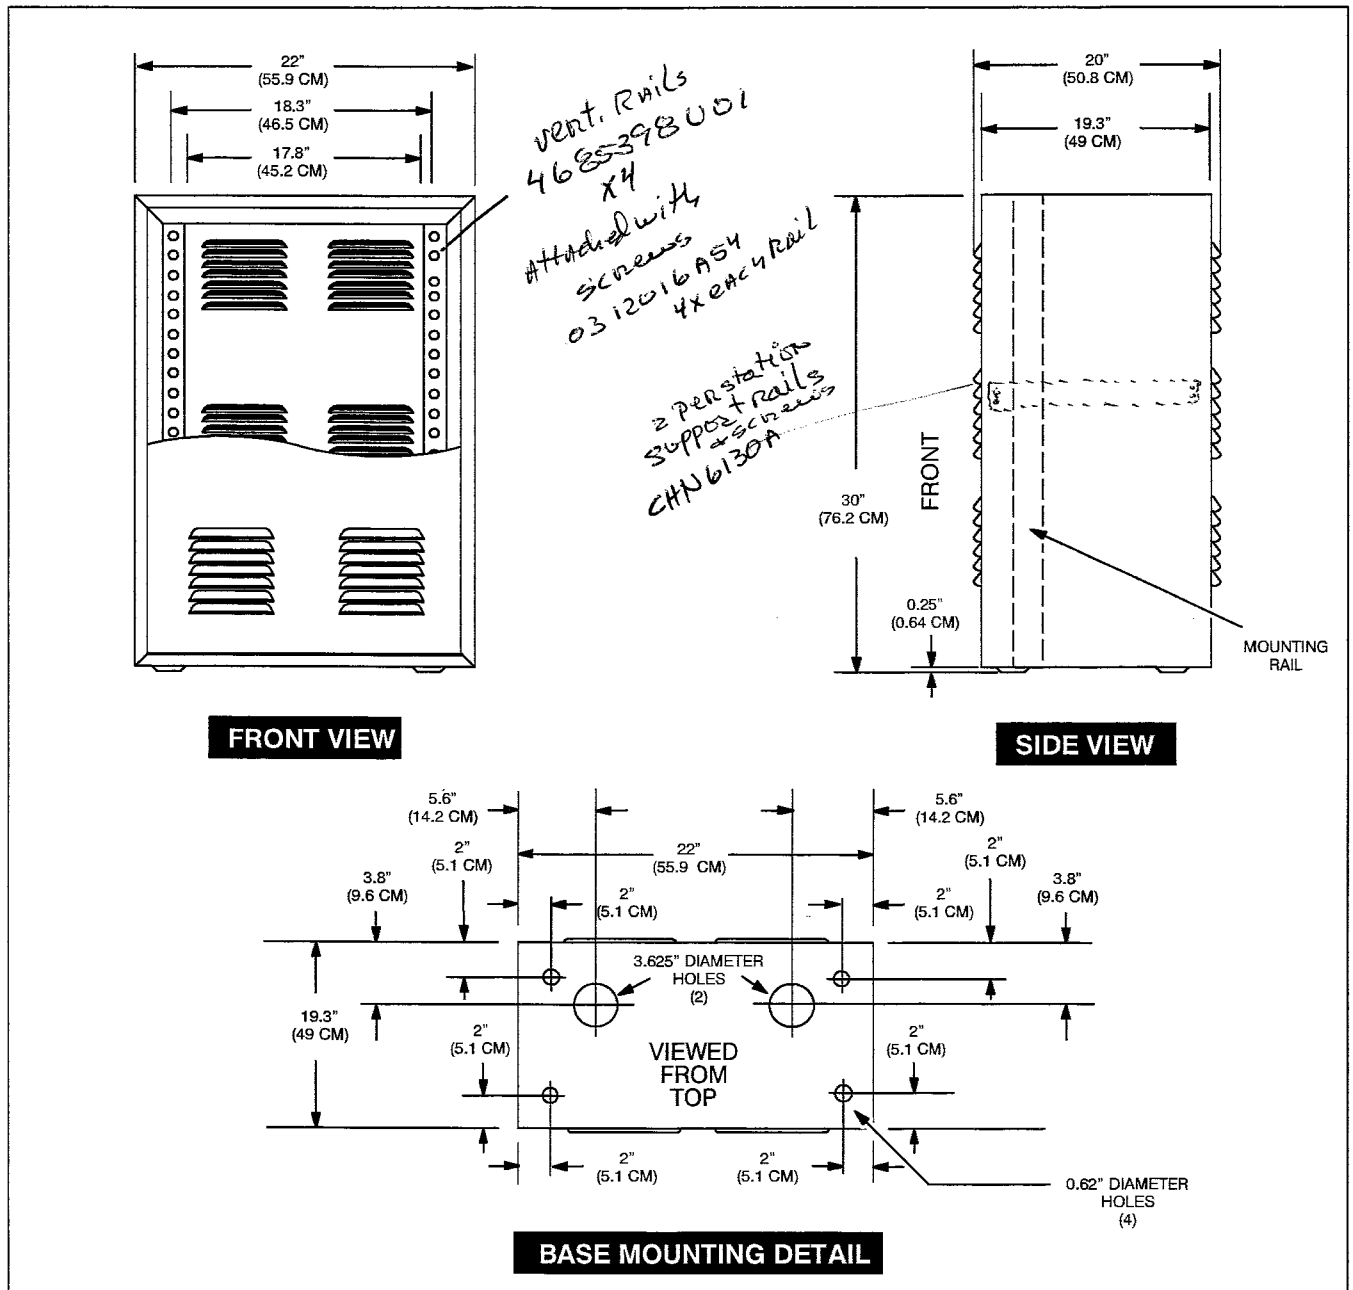 22"
(55.9 CM)
18.3"
(46.5 CM)
17.8"
(45.2 CM)
vert. Rails
4685398U01
x4
Attached with
screws
0312016A54
4x each rail
2 per station
support rails
& screws
CHN6130A
20"
(50.8 CM)
19.3"
(49 CM)
FRONT
30"
(76.2 CM)
0.25"
(0.64 CM)
MOUNTING
RAIL
FRONT VIEW
SIDE VIEW
5.6"
(14.2 CM)
5.6"
(14.2 CM)
2"
(5.1 CM)
22"
(55.9 CM)
2"
(5.1 CM)
3.8"
(9.6 CM)
2"
(5.1 CM)
2"
(5.1 CM)
3.8"
(9.6 CM)
3.625" DIAMETER
HOLES
(2)
19.3"
(49 CM)
2"
(5.1 CM)
2"
(5.1 CM)
VIEWED
FROM
TOP
2"
(5.1 CM)
2"
(5.1 CM)
0.62" DIAMETER
HOLES
(4)
BASE MOUNTING DETAIL